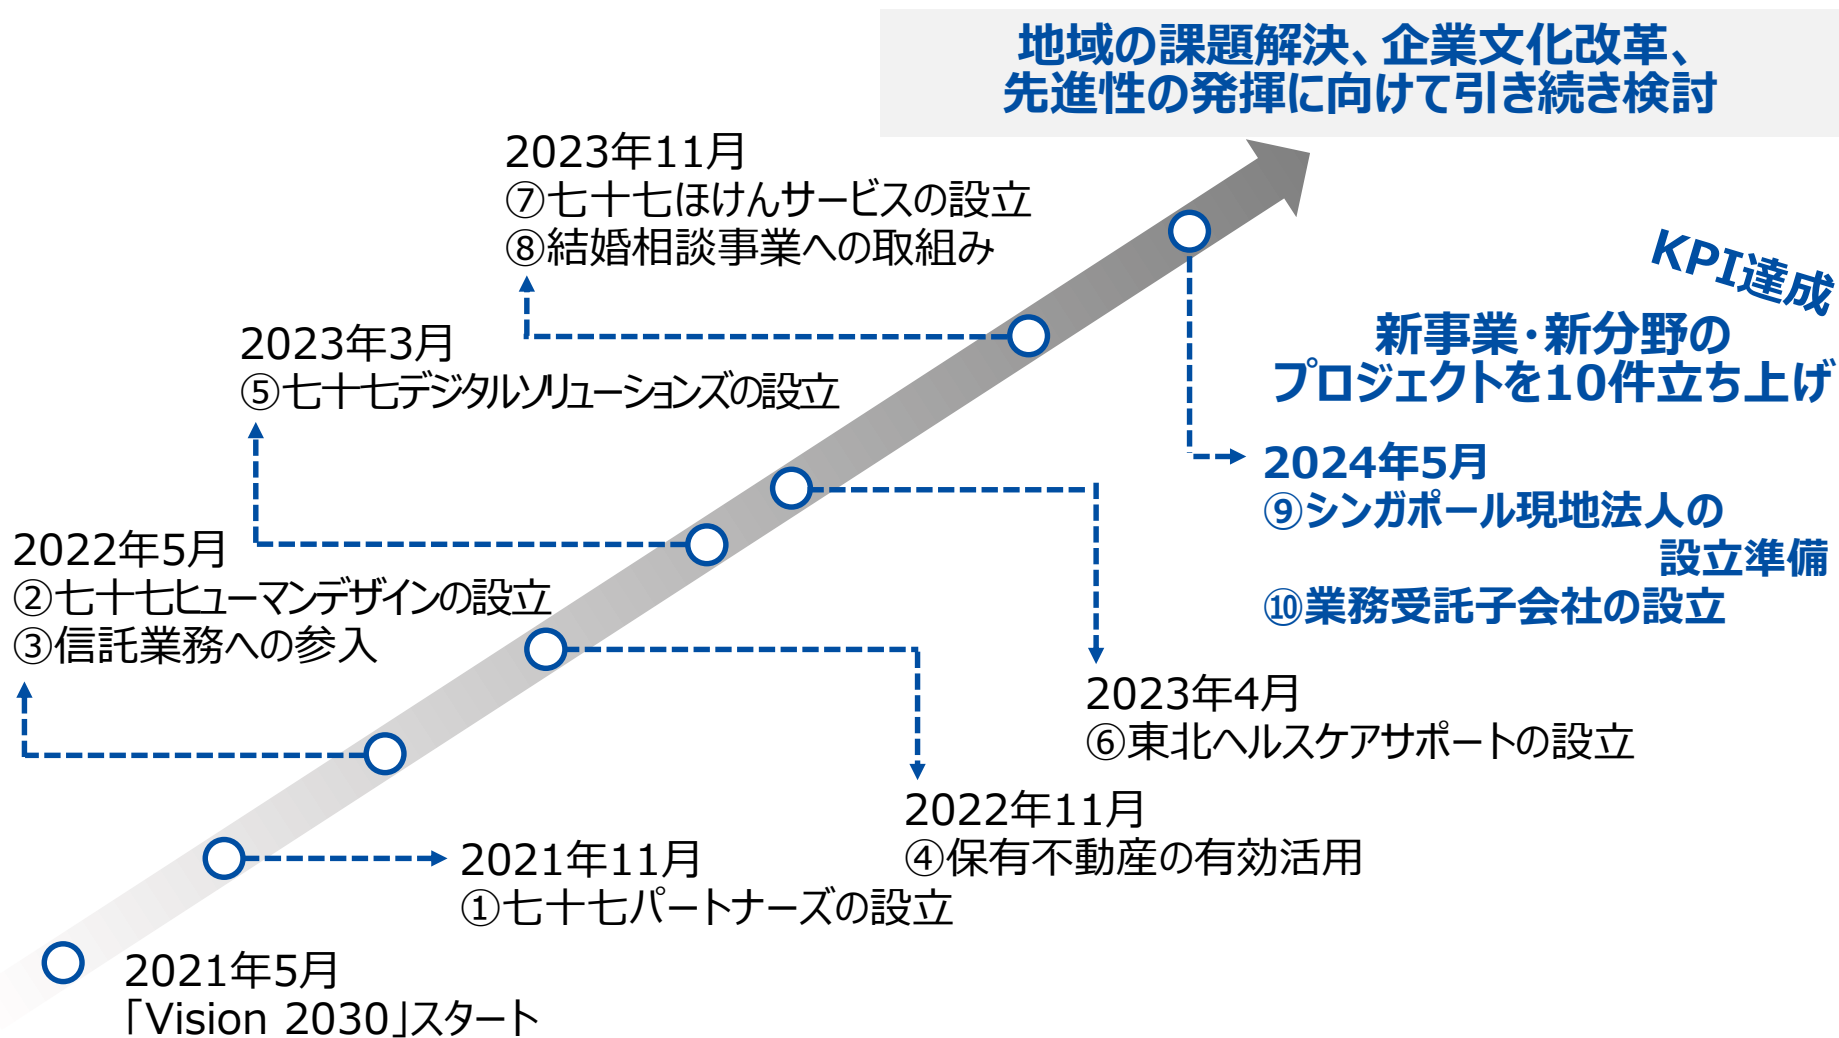 地域の課題解決、企業文化改革、
先進性の発揮に向けて引き続き検討
2023年11月
⑦七十七ほけんサービスの設立
⑧結婚相談事業への取組み
KPI達成
新事業・新分野の
プロジェクトを10件立ち上げ
2023年3月
⑤七十七デジタルソリューションズの設立
2024年5月
⑨シンガポール現地法人の
設立準備
⑩業務受託子会社の設立
2022年5月
②七十七ヒューマンデザインの設立
③信託業務への参入
2023年4月
⑥東北ヘルスケアサポートの設立
2022年11月
④保有不動産の有効活用
2021年11月
①七十七パートナーズの設立
2021年5月
「Vision 2030」スタート